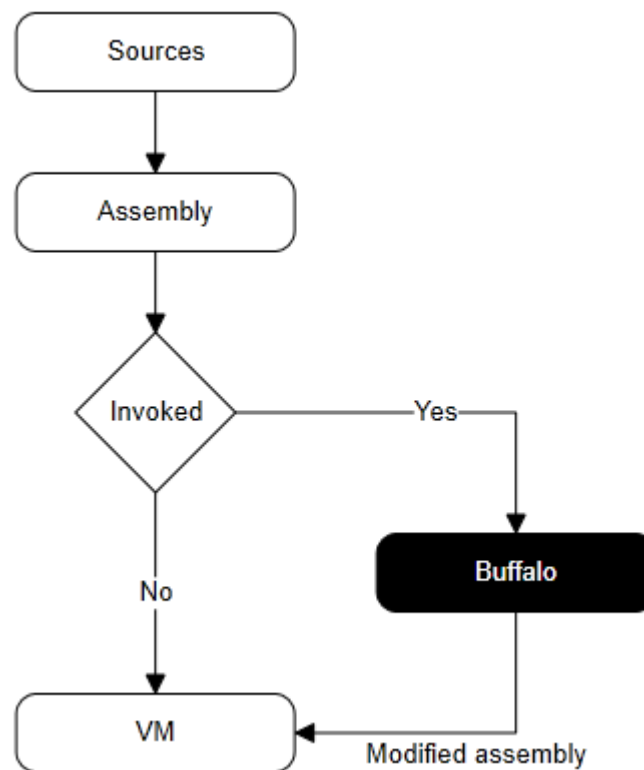 Sources
Assembly
Invoked
Yes
Buffalo
No
VM
Modified assembly